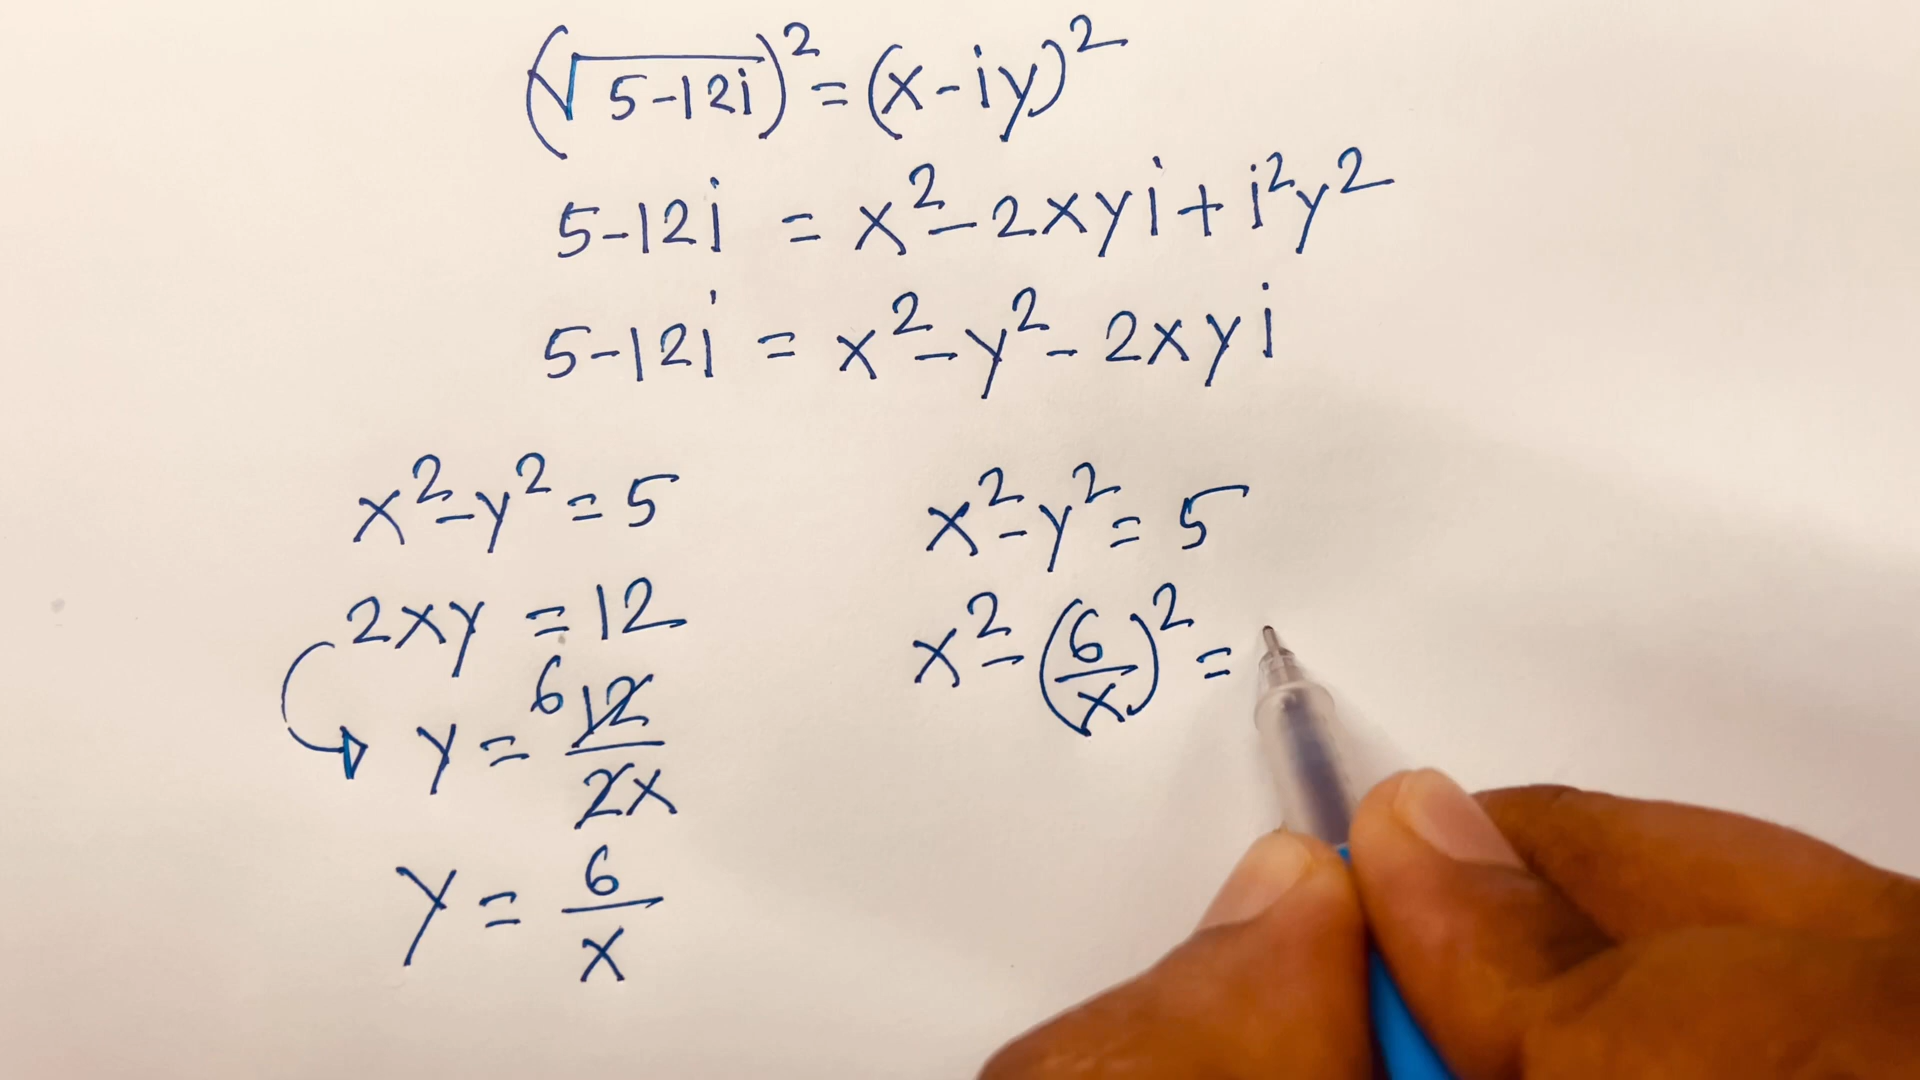 (√5-12i)² = (x-iy)²
5-12i = x²-2xyi+i²y²
5-12i = x²-y²-2xyi
x²-y²=5
2xy = 12
y = 6 12/2x
y = 6/x
x²-y²= 5
x²-(6/x)² =